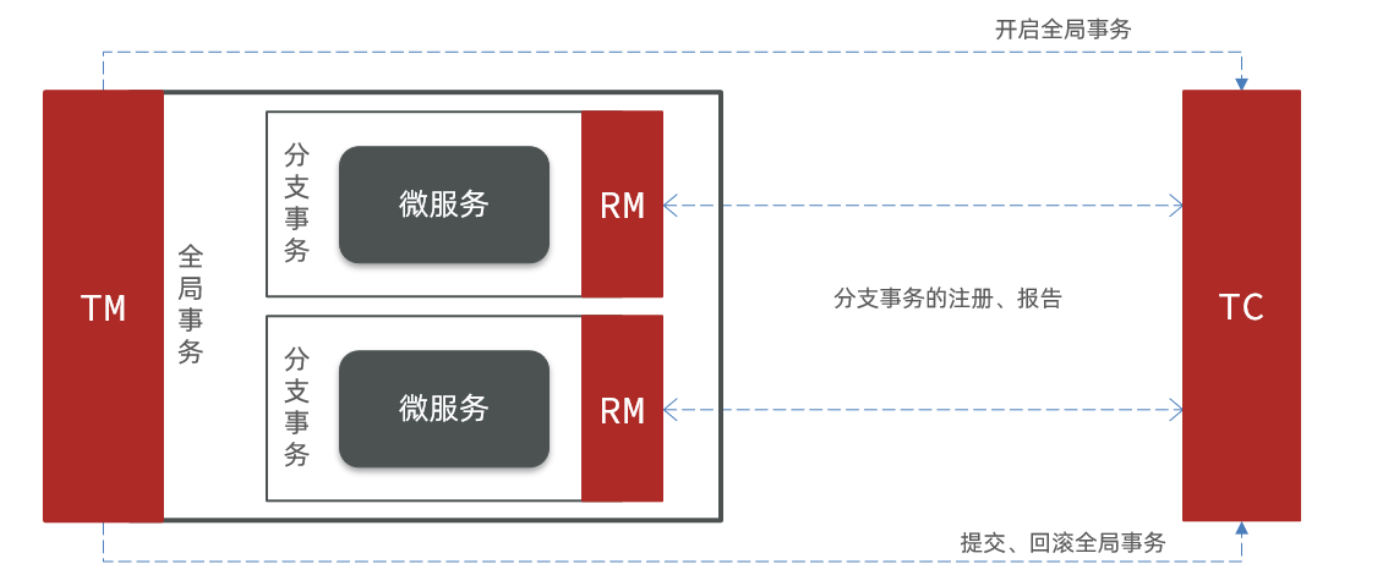 开启全局事务
TM
全局事务
分支事务
微服务
RM
分支事务
微服务
RM
分支事务的注册、报告
TC
提交、回滚全局事务